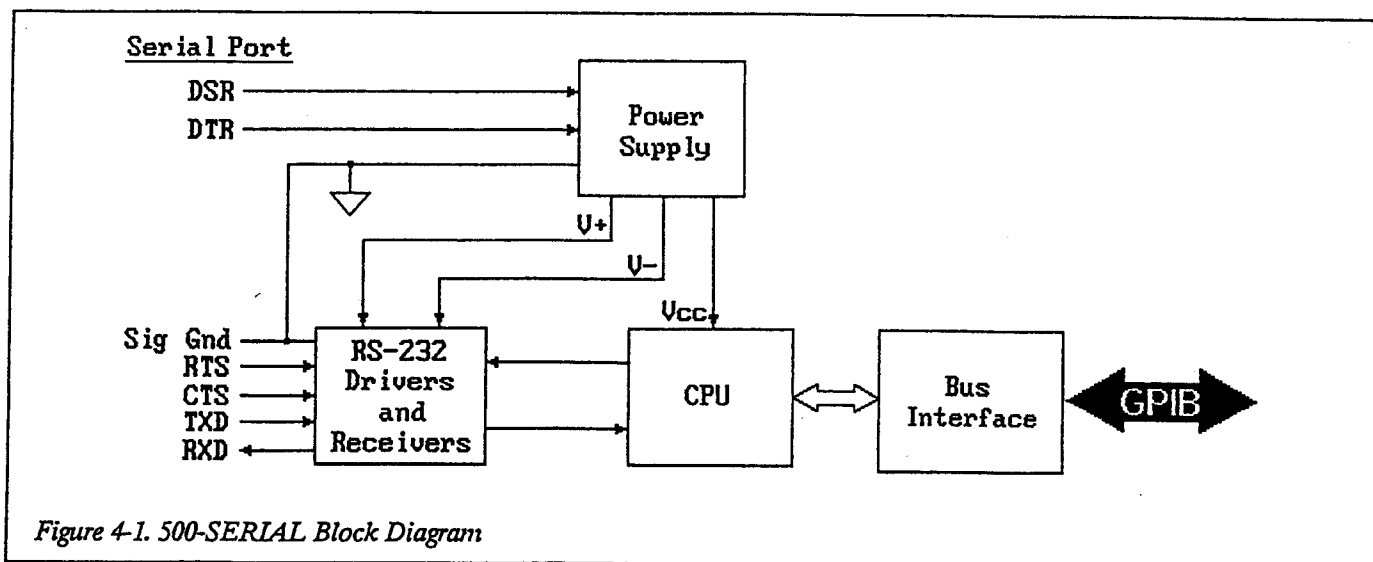 Serial Port
DSR
DTR
Power
Supply
V+
V-
Vcc
Sig Gnd
RTS
CTS
TXD
RXD
RS-232
Drivers
and
Receivers
CPU
Bus
Interface
GPIB
Figure 4-1. 500-SERIAL Block Diagram